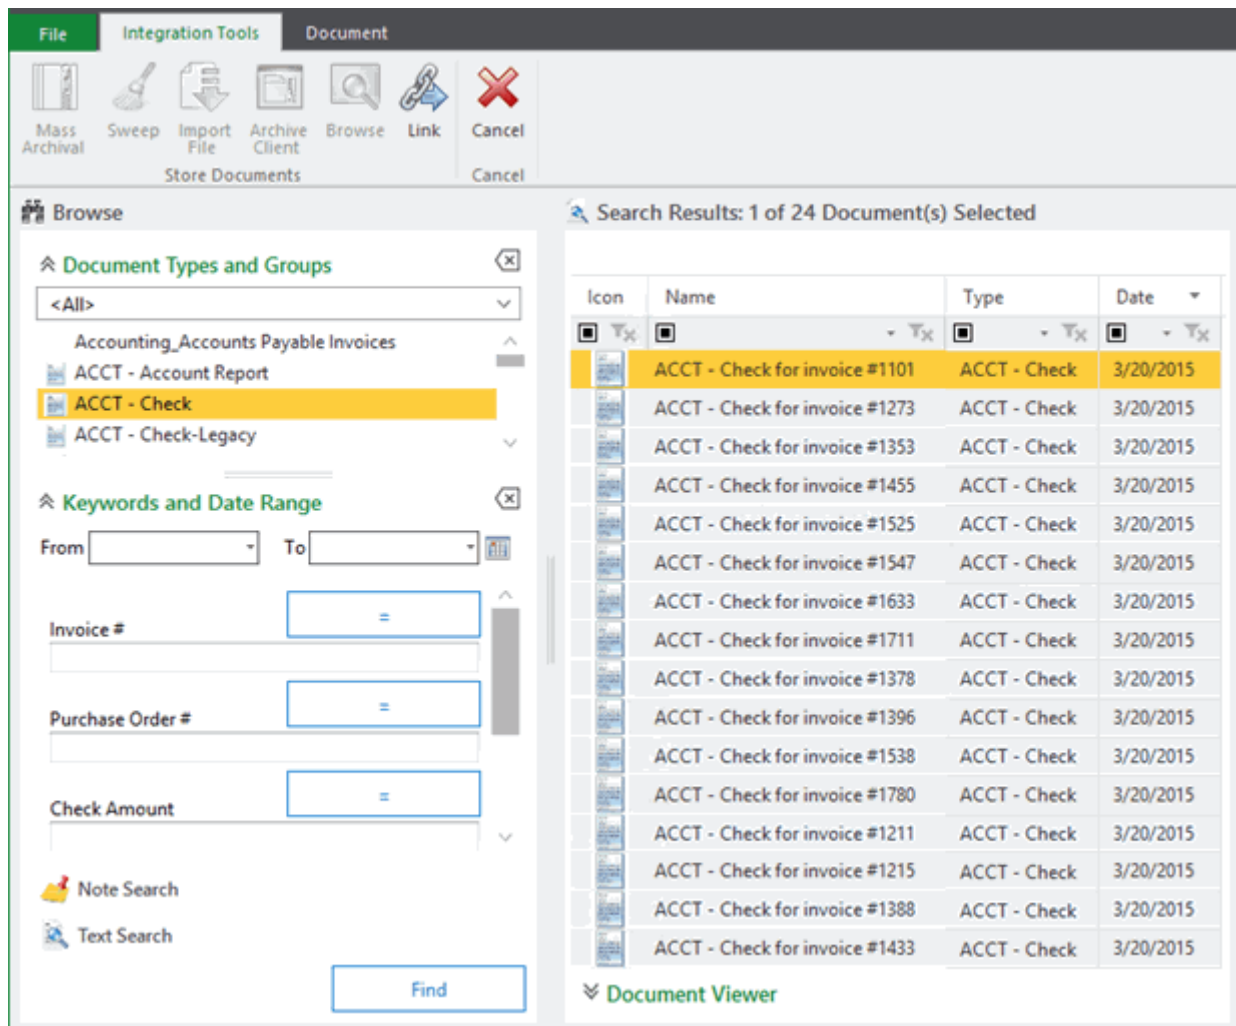 File Integration Tools Document
Mass Archival Sweep Import File Archive Client Browse Link Cancel
Store Documents Cancel
Browse
Document Types and Groups
<All>
Accounting_Accounts Payable Invoices
ACCT - Account Report
ACCT - Check
ACCT - Check-Legacy
Keywords and Date Range
From To
Invoice # =
Purchase Order # =
Check Amount =
Note Search
Text Search
Find
Search Results: 1 of 24 Document(s) Selected
Icon Name Type Date
ACCT - Check for invoice #1101 ACCT - Check 3/20/2015
ACCT - Check for invoice #1273 ACCT - Check 3/20/2015
ACCT - Check for invoice #1353 ACCT - Check 3/20/2015
ACCT - Check for invoice #1455 ACCT - Check 3/20/2015
ACCT - Check for invoice #1525 ACCT - Check 3/20/2015
ACCT - Check for invoice #1547 ACCT - Check 3/20/2015
ACCT - Check for invoice #1633 ACCT - Check 3/20/2015
ACCT - Check for invoice #1711 ACCT - Check 3/20/2015
ACCT - Check for invoice #1378 ACCT - Check 3/20/2015
ACCT - Check for invoice #1396 ACCT - Check 3/20/2015
ACCT - Check for invoice #1538 ACCT - Check 3/20/2015
ACCT - Check for invoice #1780 ACCT - Check 3/20/2015
ACCT - Check for invoice #1211 ACCT - Check 3/20/2015
ACCT - Check for invoice #1215 ACCT - Check 3/20/2015
ACCT - Check for invoice #1388 ACCT - Check 3/20/2015
ACCT - Check for invoice #1433 ACCT - Check 3/20/2015
Document Viewer